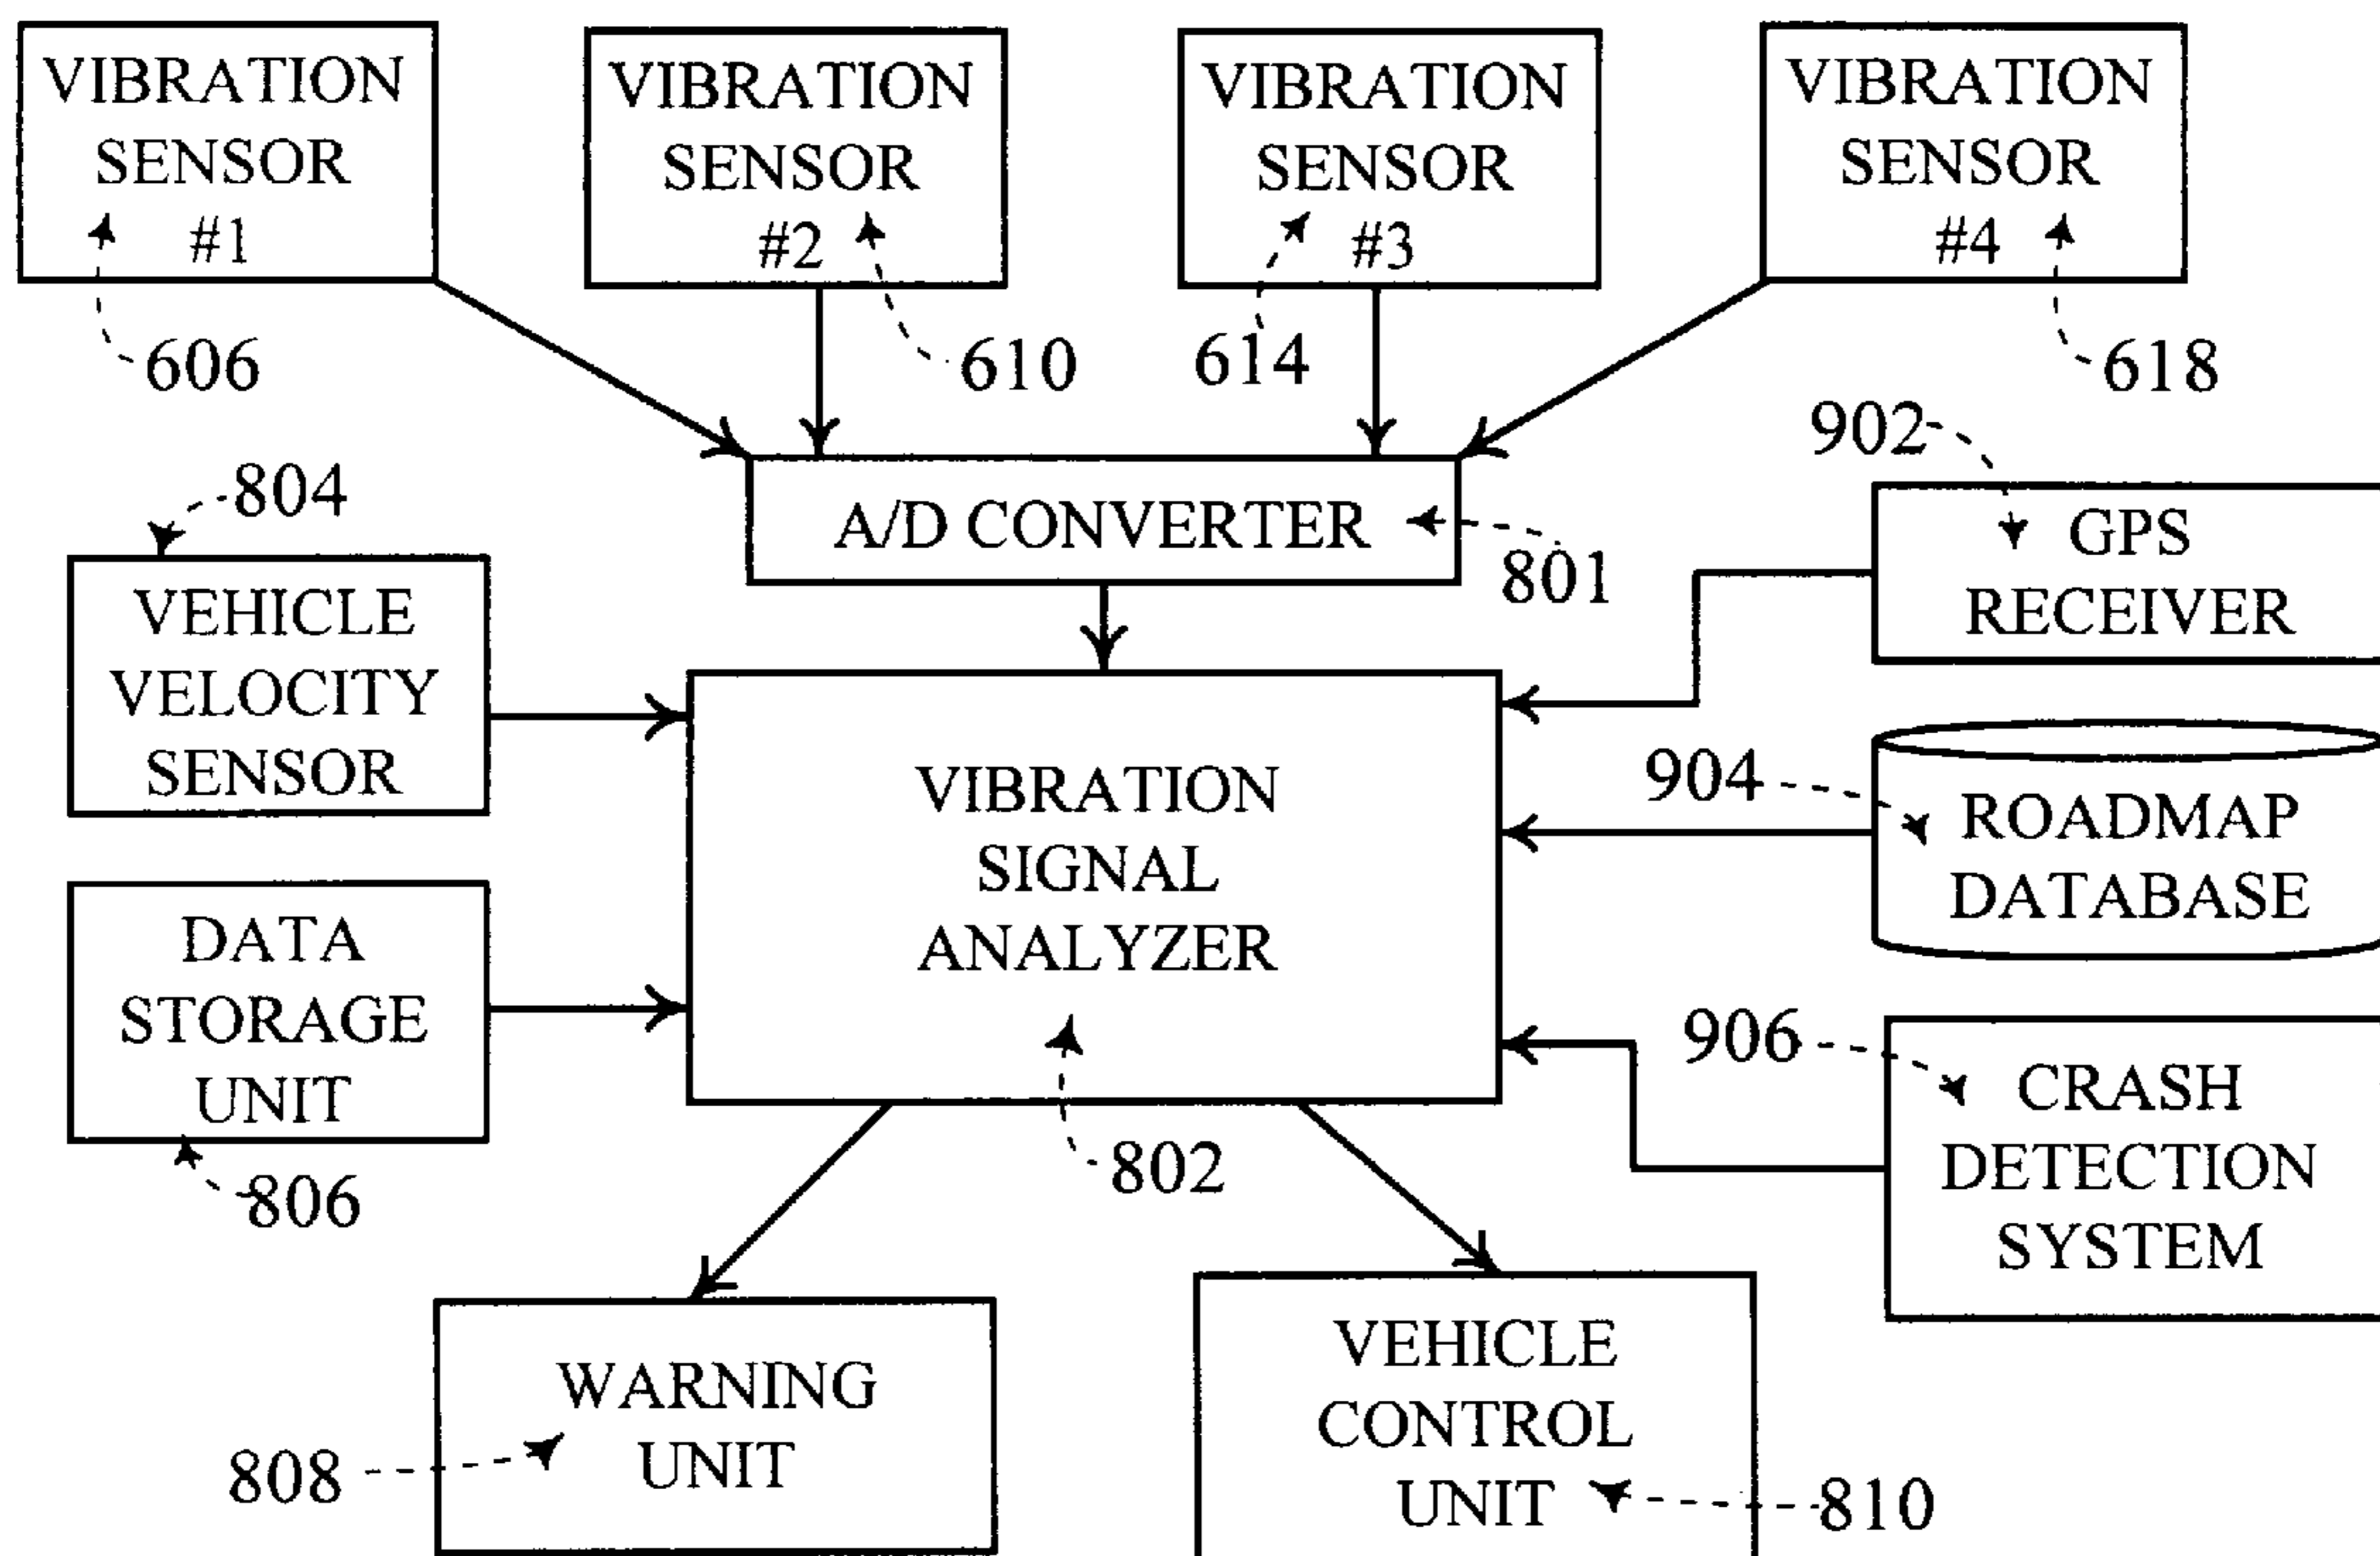 VIBRATION
SENSOR
#1
606
VIBRATION
SENSOR
#2
610
VIBRATION
SENSOR
#3
614
VIBRATION
SENSOR
#4
618
A/D CONVERTER
801
804
VEHICLE
VELOCITY
SENSOR
902
GPS
RECEIVER
VIBRATION
SIGNAL
ANALYZER
802
904
ROADMAP
DATABASE
DATA
STORAGE
UNIT
806
906
CRASH
DETECTION
SYSTEM
WARNING
UNIT
808
VEHICLE
CONTROL
UNIT
810